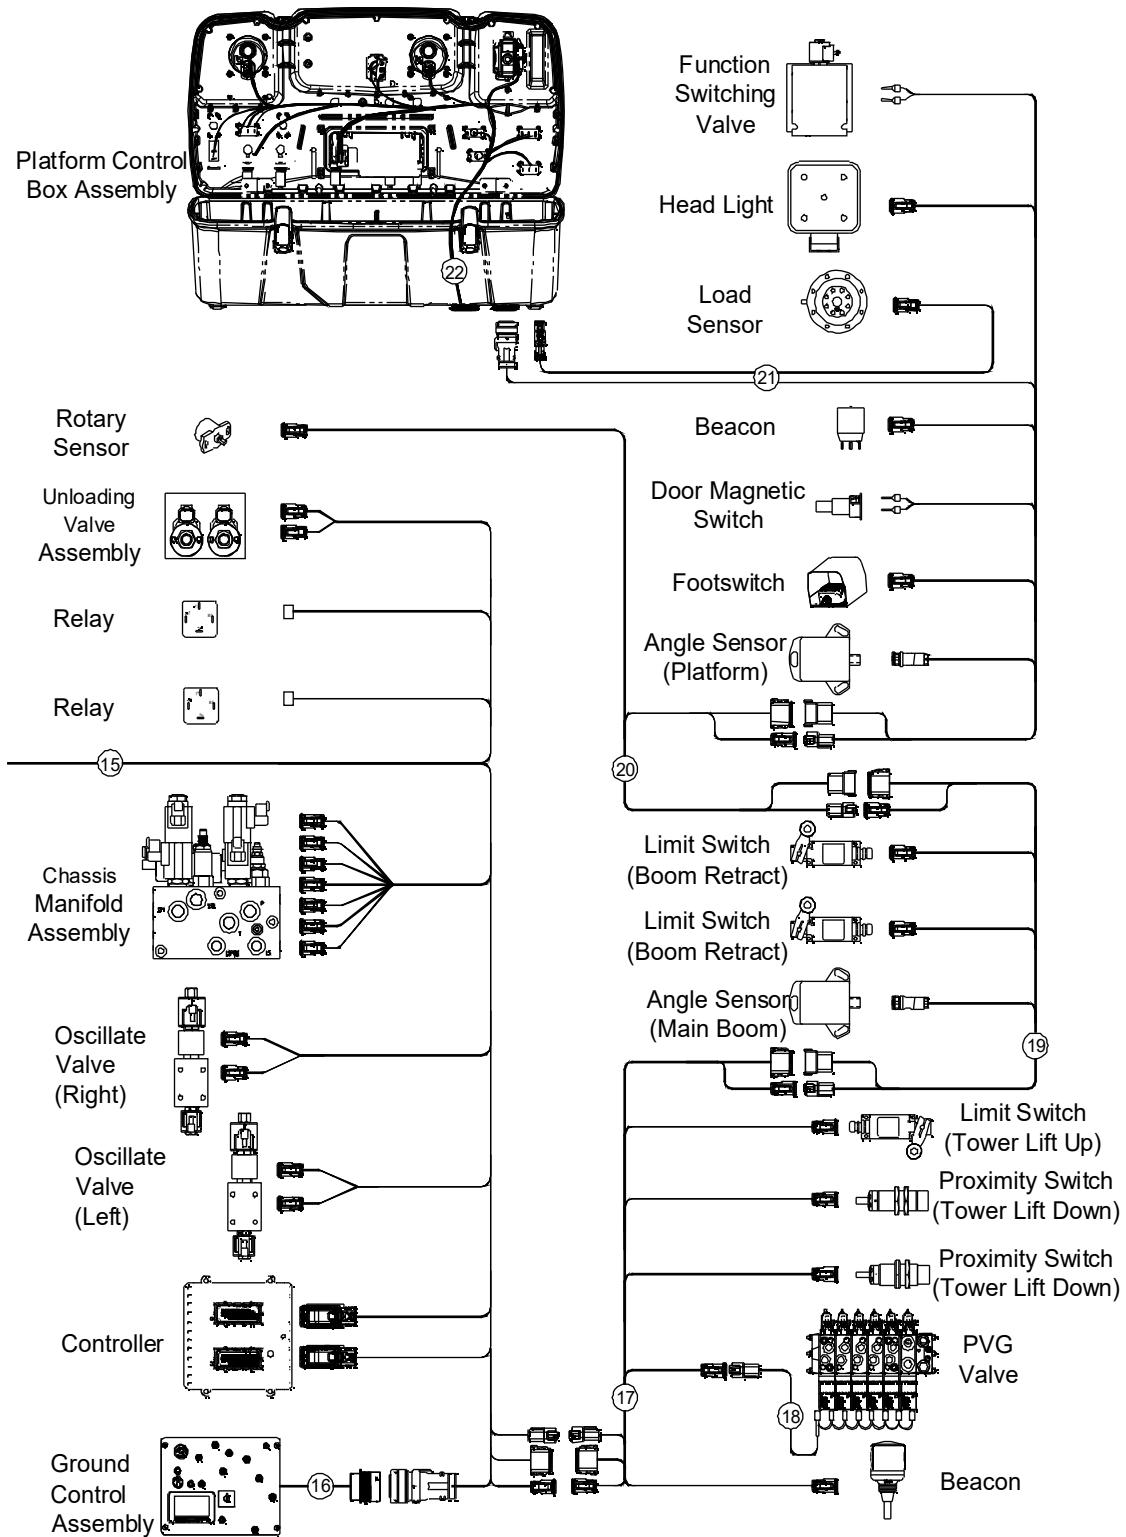 Platform Control
Box Assembly
22
Function
Switching
Valve
Head Light
Load
Sensor
21
Rotary
Sensor
Unloading
Valve
Assembly
Relay
Relay
15
Beacon
Door Magnetic
Switch
Footswitch
Angle Sensor
(Platform)
20
Chassis
Manifold
Assembly
Limit Switch
(Boom Retract)
Limit Switch
(Boom Retract)
Angle Sensor
(Main Boom)
19
Oscillate
Valve
(Right)
Oscillate
Valve
(Left)
Limit Switch
(Tower Lift Up)
Proximity Switch
(Tower Lift Down)
Proximity Switch
(Tower Lift Down)
Controller
PVG
Valve
17
18
Ground
Control
Assembly
16
Beacon